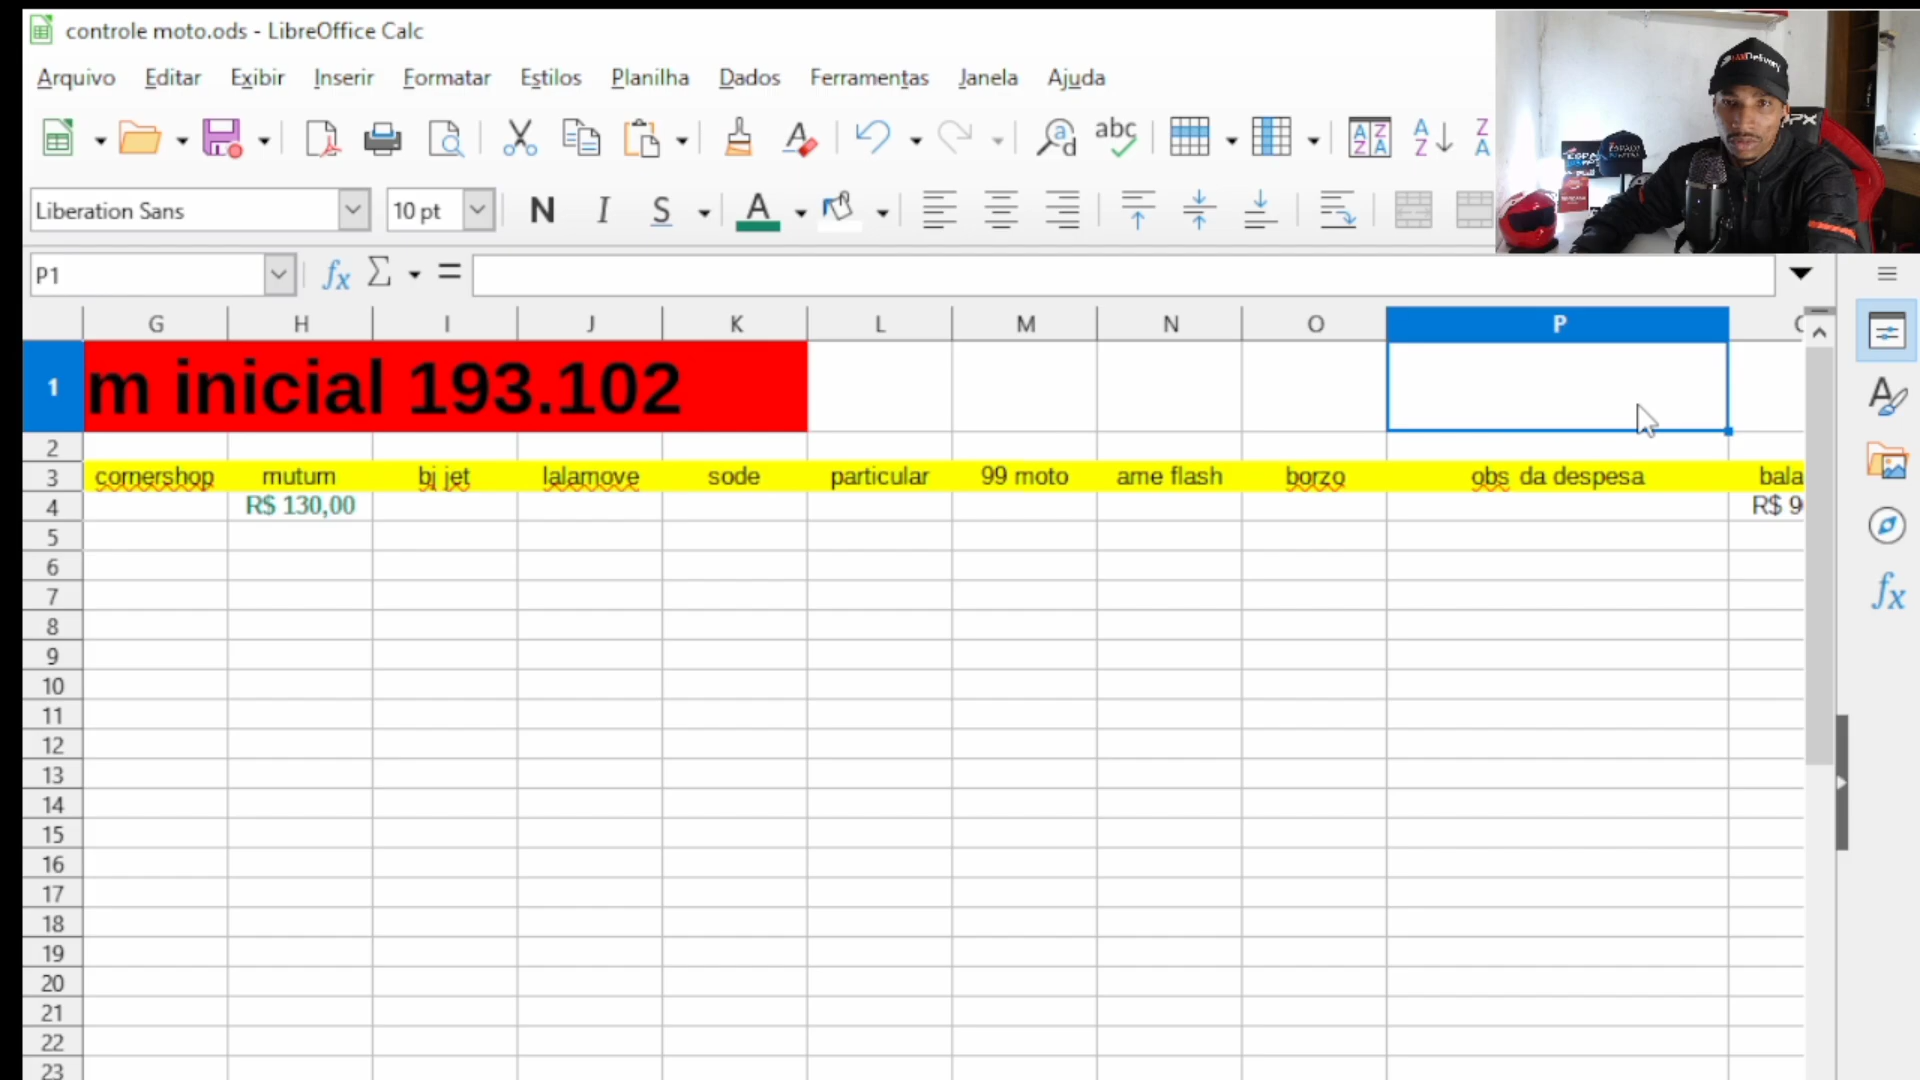 controle moto.ods - LibreOffice Calc
Arquivo Editar Exibir Inserir Formatar Estilos Planilha Dados Ferramentas Janela Ajuda
Liberation Sans 10 pt N I S A
P1 fx Σ =
G H I J K L M N O P
1 m inicial 193.102
2
3 cornershop mutum bj jet lalamove sode particular 99 moto ame flash borzo obs da despesa bala
4 R$ 130,00 R$ 9
5
6
7
8
9
10
11
12
13
14
15
16
17
18
19
20
21
22
23